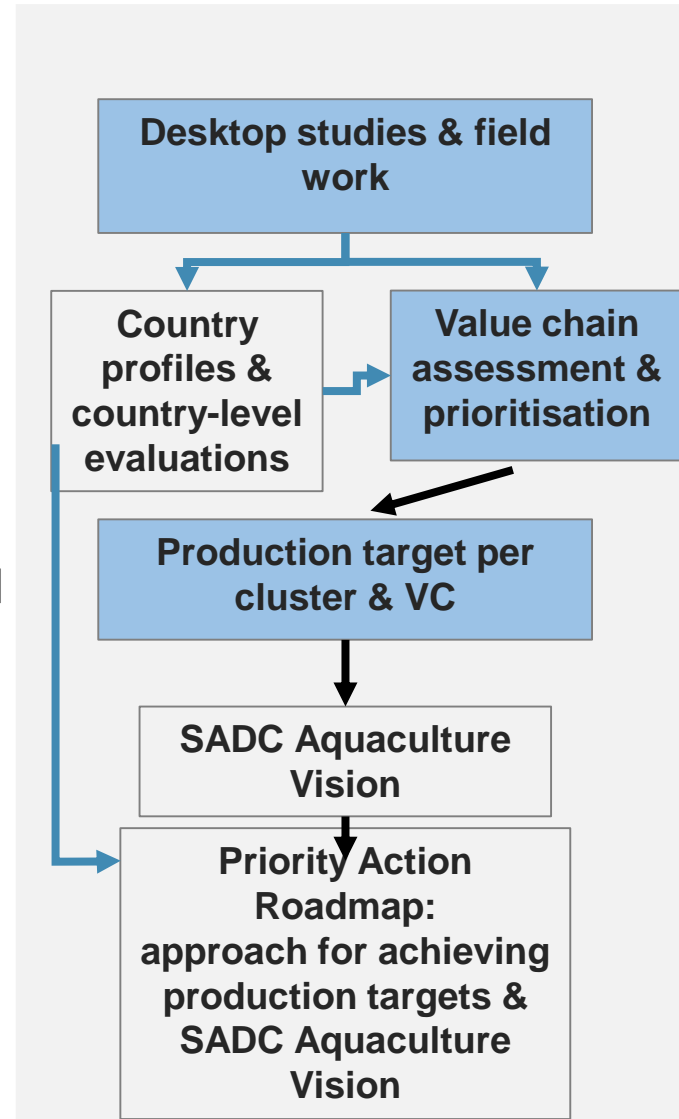 Desktop studies & field
work
Country
profiles &
country-level
evaluations
Value chain
assessment &
prioritisation
Production target per
cluster & VC
SADC Aquaculture
Vision
Priority Action
Roadmap:
approach for achieving
production targets &
SADC Aquaculture
Vision